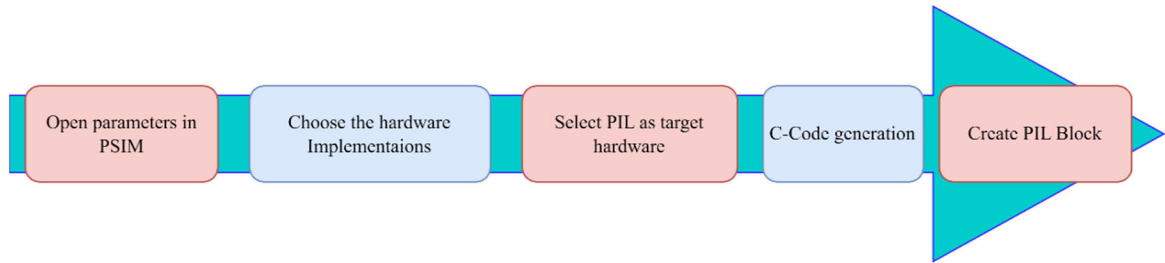 Open parameters in
PSIM
Choose the hardware
Implementaions
Select PIL as target
hardware
C-Code generation
Create PIL Block